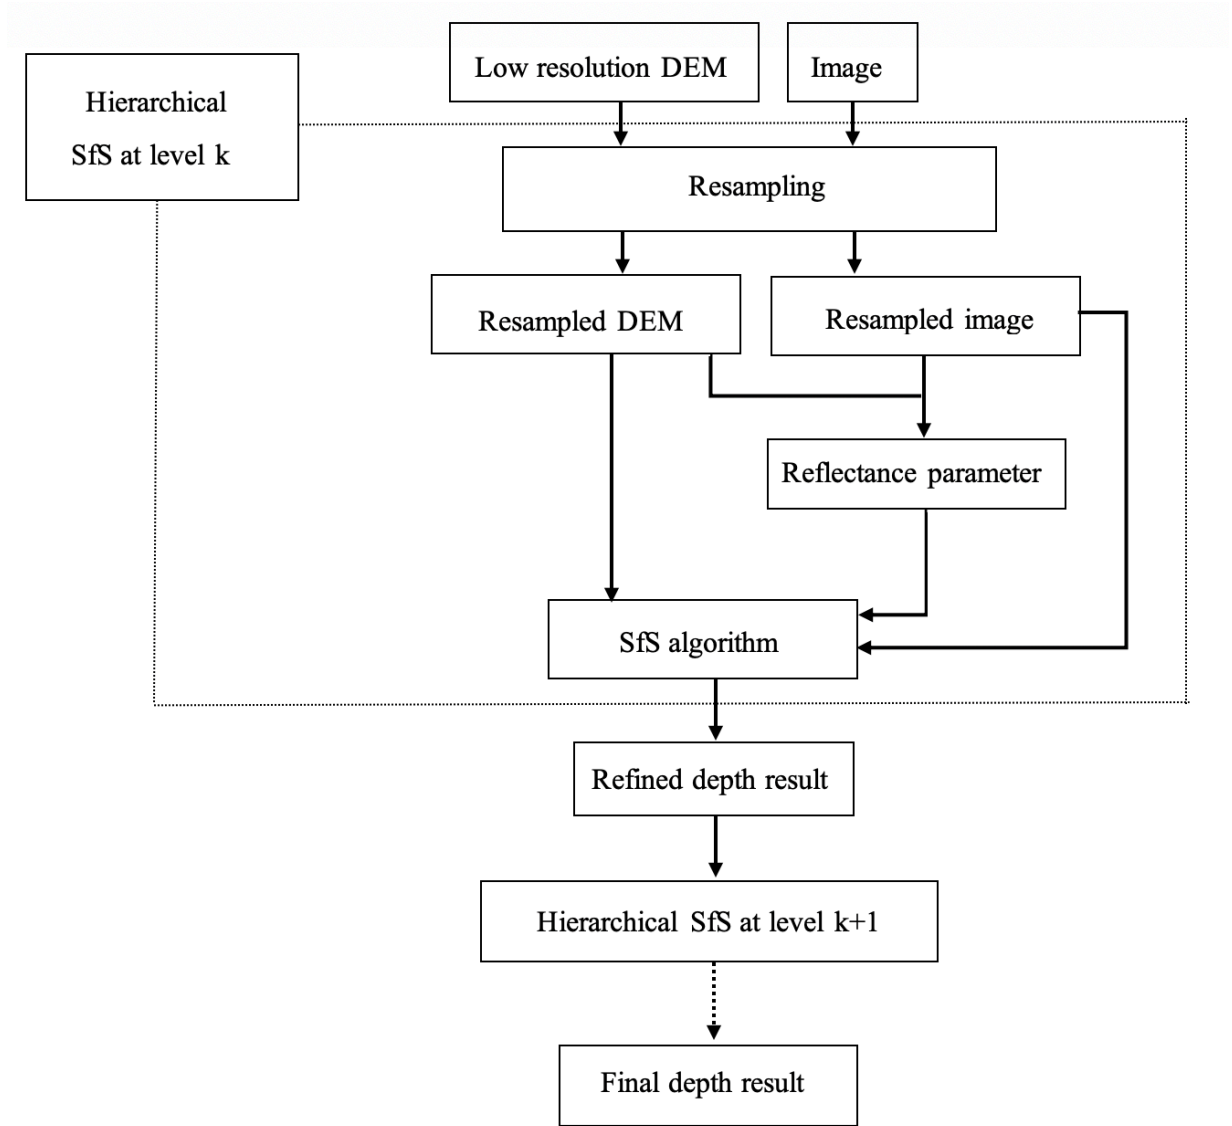 Low resolution DEM
Image
Hierarchical
SfS at level k
Resampling
Resampled DEM
Resampled image
Reflectance parameter
SfS algorithm
Refined depth result
Hierarchical SfS at level k+1
Final depth result